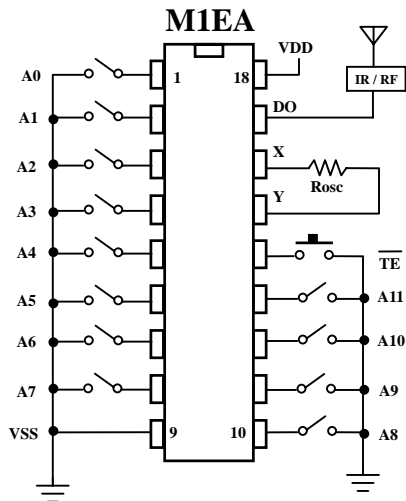 M1EA
VDD
A0
1
18
IR / RF
A1
DO
A2
X
Rosc
A3
Y
A4
TE
A5
A11
A6
A10
A7
A9
VSS
9
10
A8